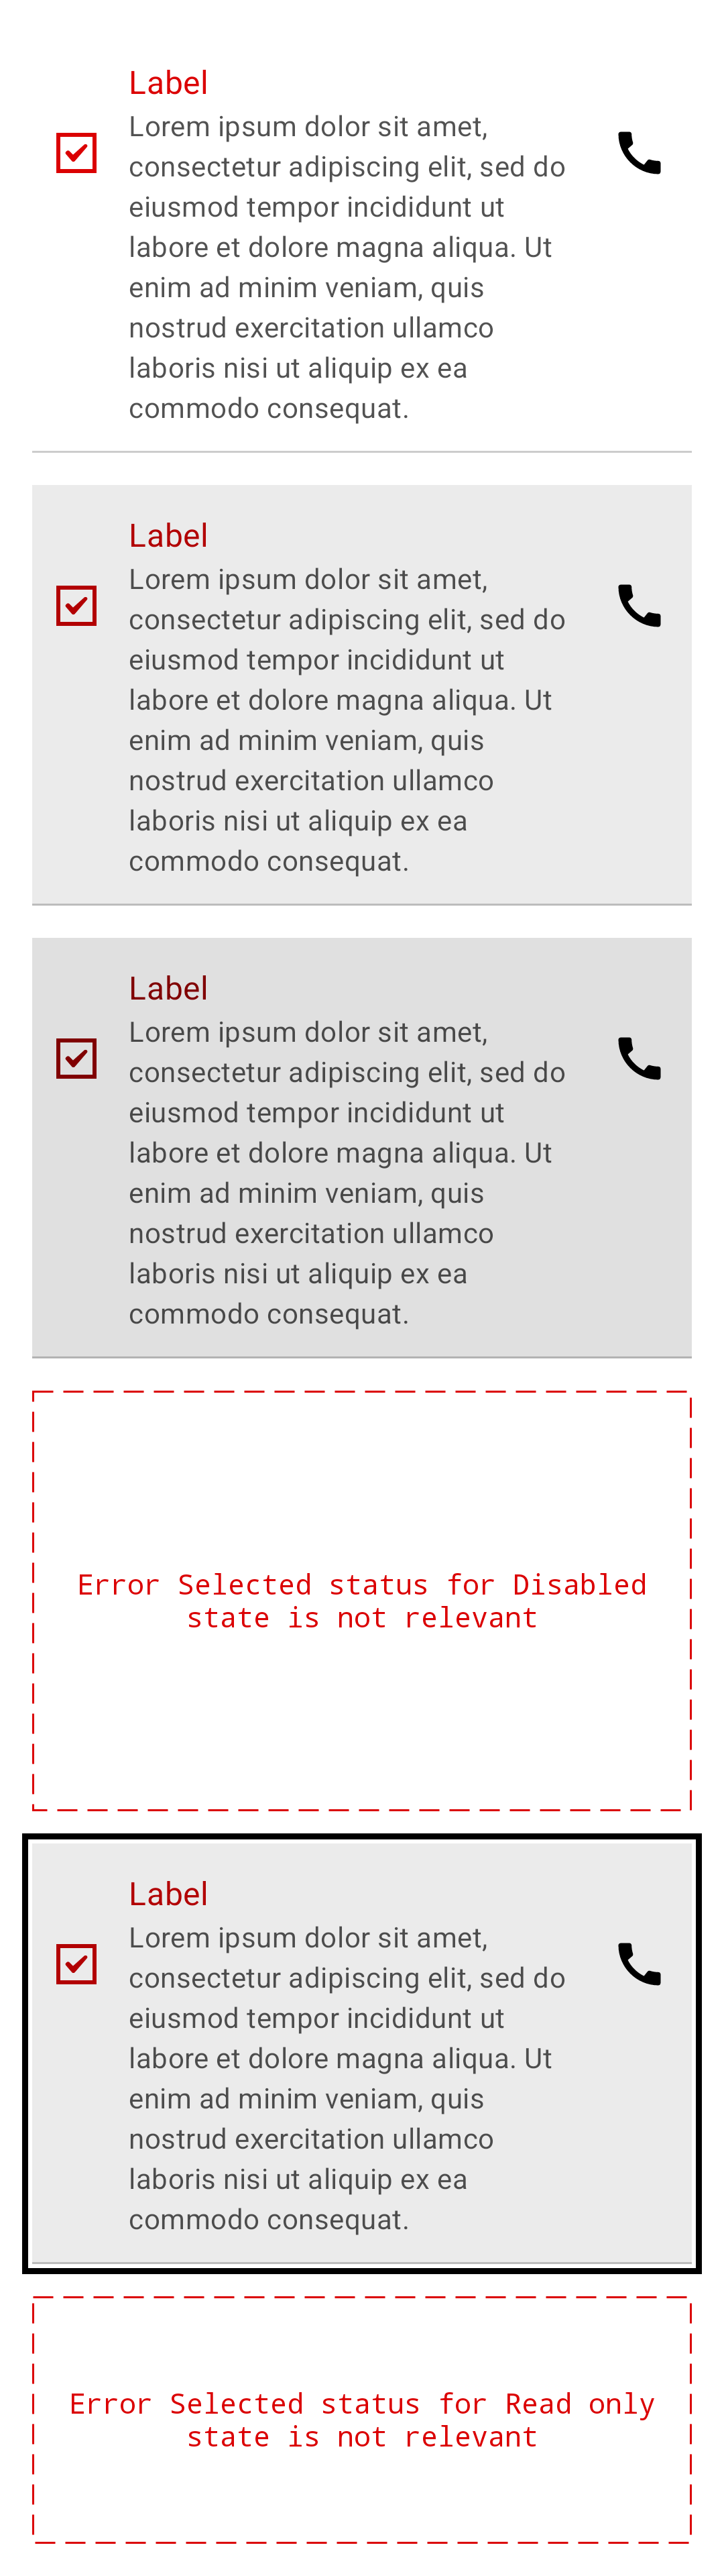 Label
Lorem ipsum dolor sit amet,
consectetur adipiscing elit, sed do
eiusmod tempor incididunt ut
labore et dolore magna aliqua. Ut
enim ad minim veniam, quis
nostrud exercitation ullamco
laboris nisi ut aliquip ex ea
commodo consequat.
Label
Lorem ipsum dolor sit amet,
consectetur adipiscing elit, sed do
eiusmod tempor incididunt ut
labore et dolore magna aliqua. Ut
enim ad minim veniam, quis
nostrud exercitation ullamco
laboris nisi ut aliquip ex ea
commodo consequat.
Label
Lorem ipsum dolor sit amet,
consectetur adipiscing elit, sed do
eiusmod tempor incididunt ut
labore et dolore magna aliqua. Ut
enim ad minim veniam, quis
nostrud exercitation ullamco
laboris nisi ut aliquip ex ea
commodo consequat.
Error Selected status for Disabled
state is not relevant
Label
Lorem ipsum dolor sit amet,
consectetur adipiscing elit, sed do
eiusmod tempor incididunt ut
labore et dolore magna aliqua. Ut
enim ad minim veniam, quis
nostrud exercitation ullamco
laboris nisi ut aliquip ex ea
commodo consequat.
Error Selected status for Read only
state is not relevant